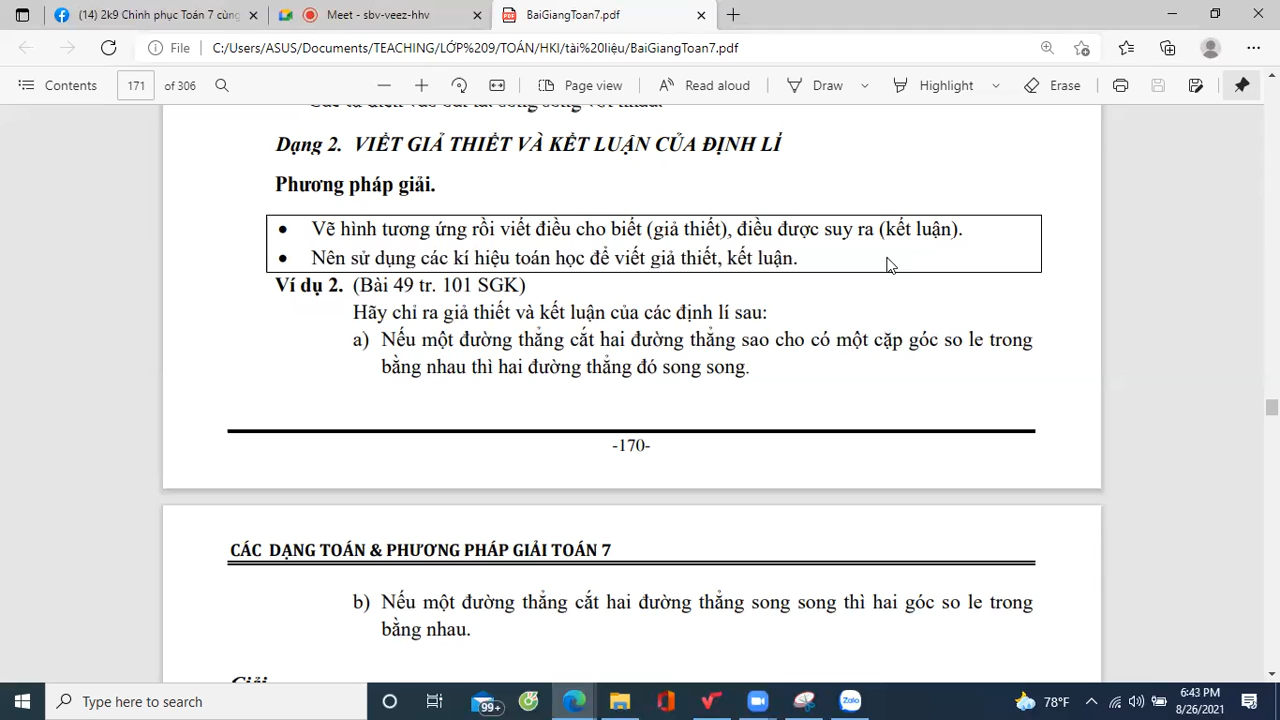 (14) 2k9 Chinh phục Toán 7 cùng
Meet - sbv-veez-hhv
BaiGiangToan7.pdf
File
C:/Users/ASUS/Documents/TEACHING/LỚP%209/TOÁN/HKI/tài%20liệu/BaiGiangToan7.pdf
Contents
171 of 306
Page view
Read aloud
Draw
Highlight
Erase
Dạng 2. VIẾT GIẢ THIẾT VÀ KẾT LUẬN CỦA ĐỊNH LÍ
Phương pháp giải.
• Vẽ hình tương ứng rồi viết điều cho biết (giả thiết), điều được suy ra (kết luận).
• Nên sử dụng các kí hiệu toán học để viết giả thiết, kết luận.
Ví dụ 2. (Bài 49 tr. 101 SGK)
Hãy chỉ ra giả thiết và kết luận của các định lí sau:
a) Nếu một đường thẳng cắt hai đường thẳng sao cho có một cặp góc so le trong
bằng nhau thì hai đường thẳng đó song song.
-170-
CÁC DẠNG TOÁN & PHƯƠNG PHÁP GIẢI TOÁN 7
b) Nếu một đường thẳng cắt hai đường thẳng song song thì hai góc so le trong
bằng nhau.
Giải
Type here to search
99+
Zalo
78°F
6:43 PM
8/26/2021